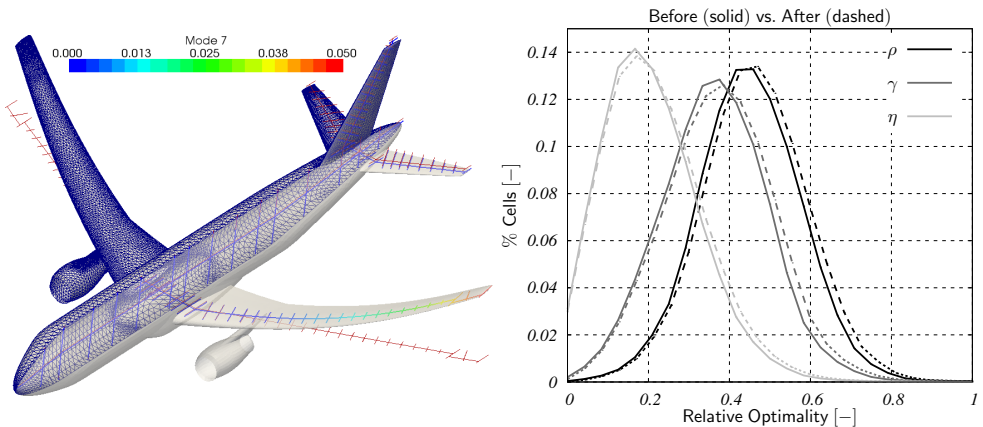 Mode 7
0.000 0.013 0.025 0.038 0.050
Before (solid) vs. After (dashed)
ρ
γ
η
0.14
0.12
0.1
0.08
0.06
0.04
0.02
0
% Cells [−]
0 0.2 0.4 0.6 0.8 1
Relative Optimality [−]